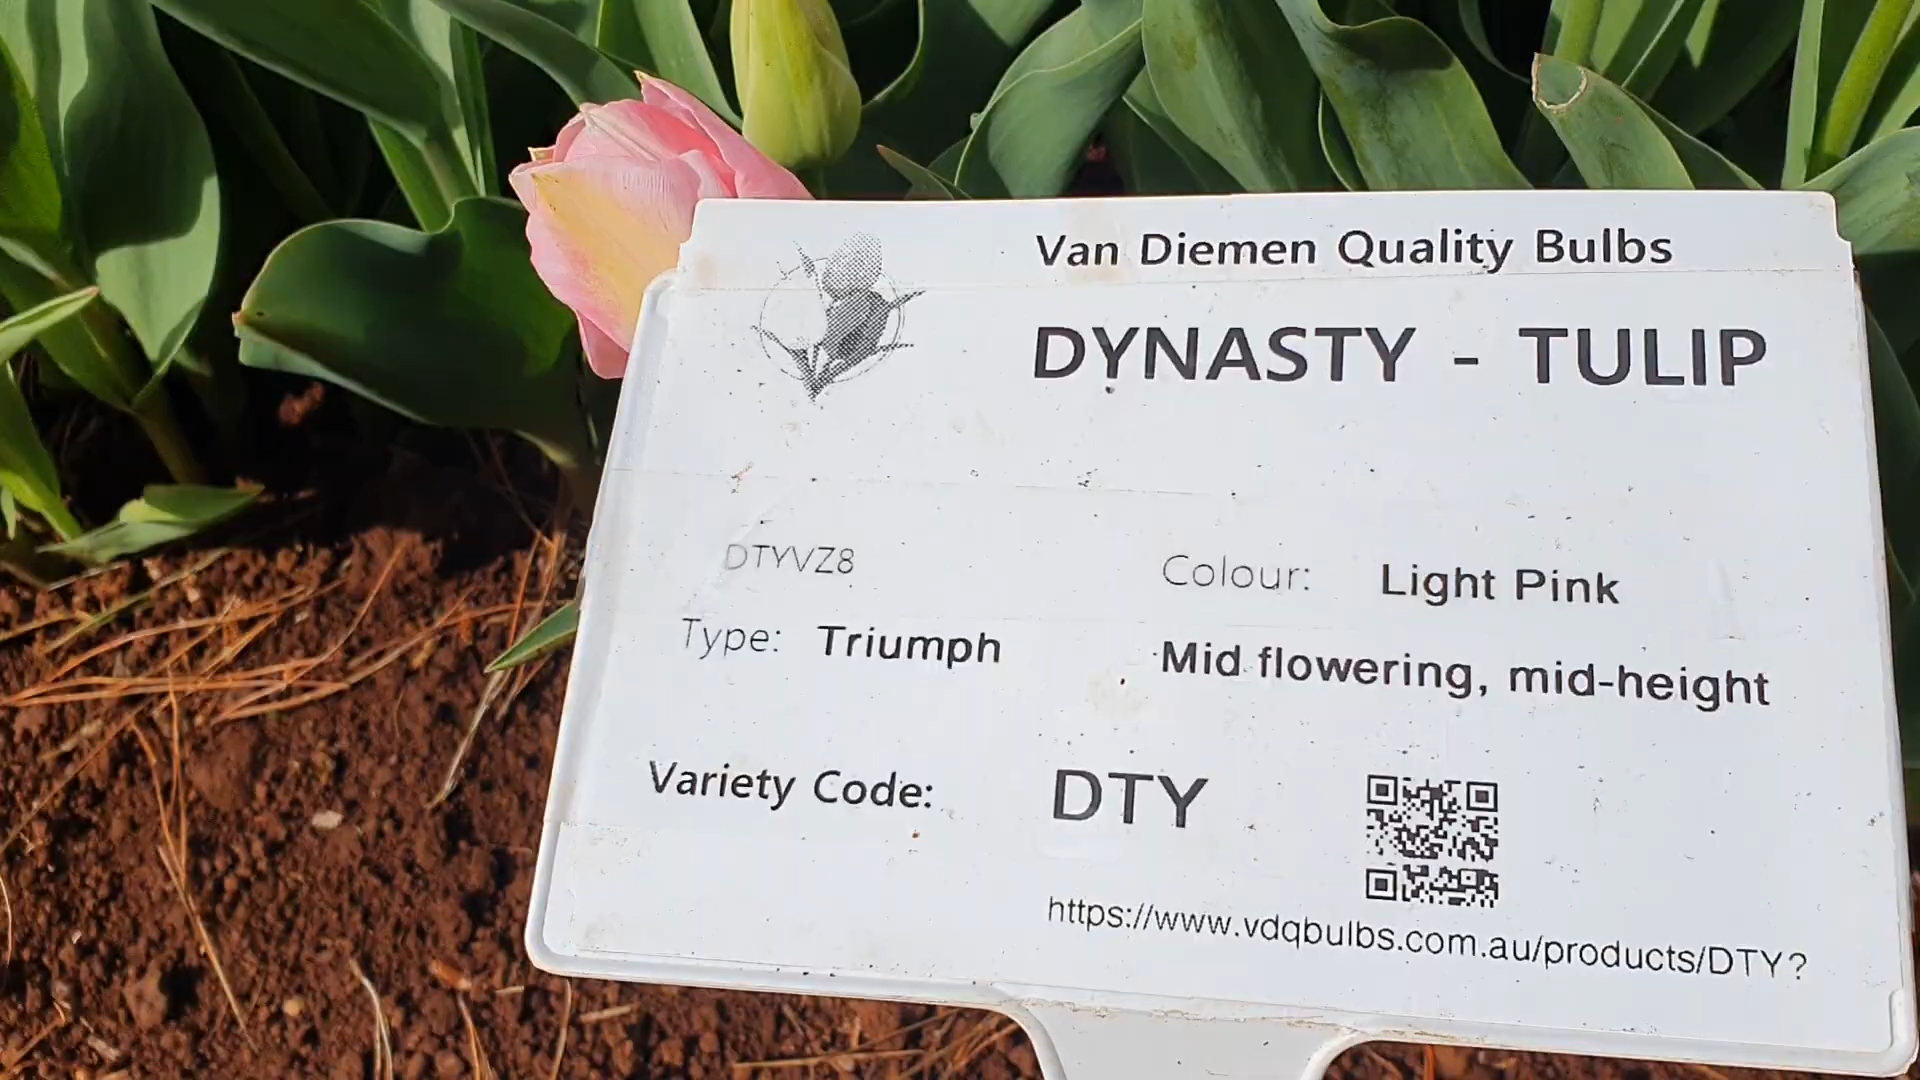 Van Diemen Quality Bulbs
DYNASTY - TULIP
DTYVZ8
Colour: Light Pink
Type: Triumph
Mid flowering, mid-height
Variety Code: DTY
https://www.vdqbulbs.com.au/products/DTY?